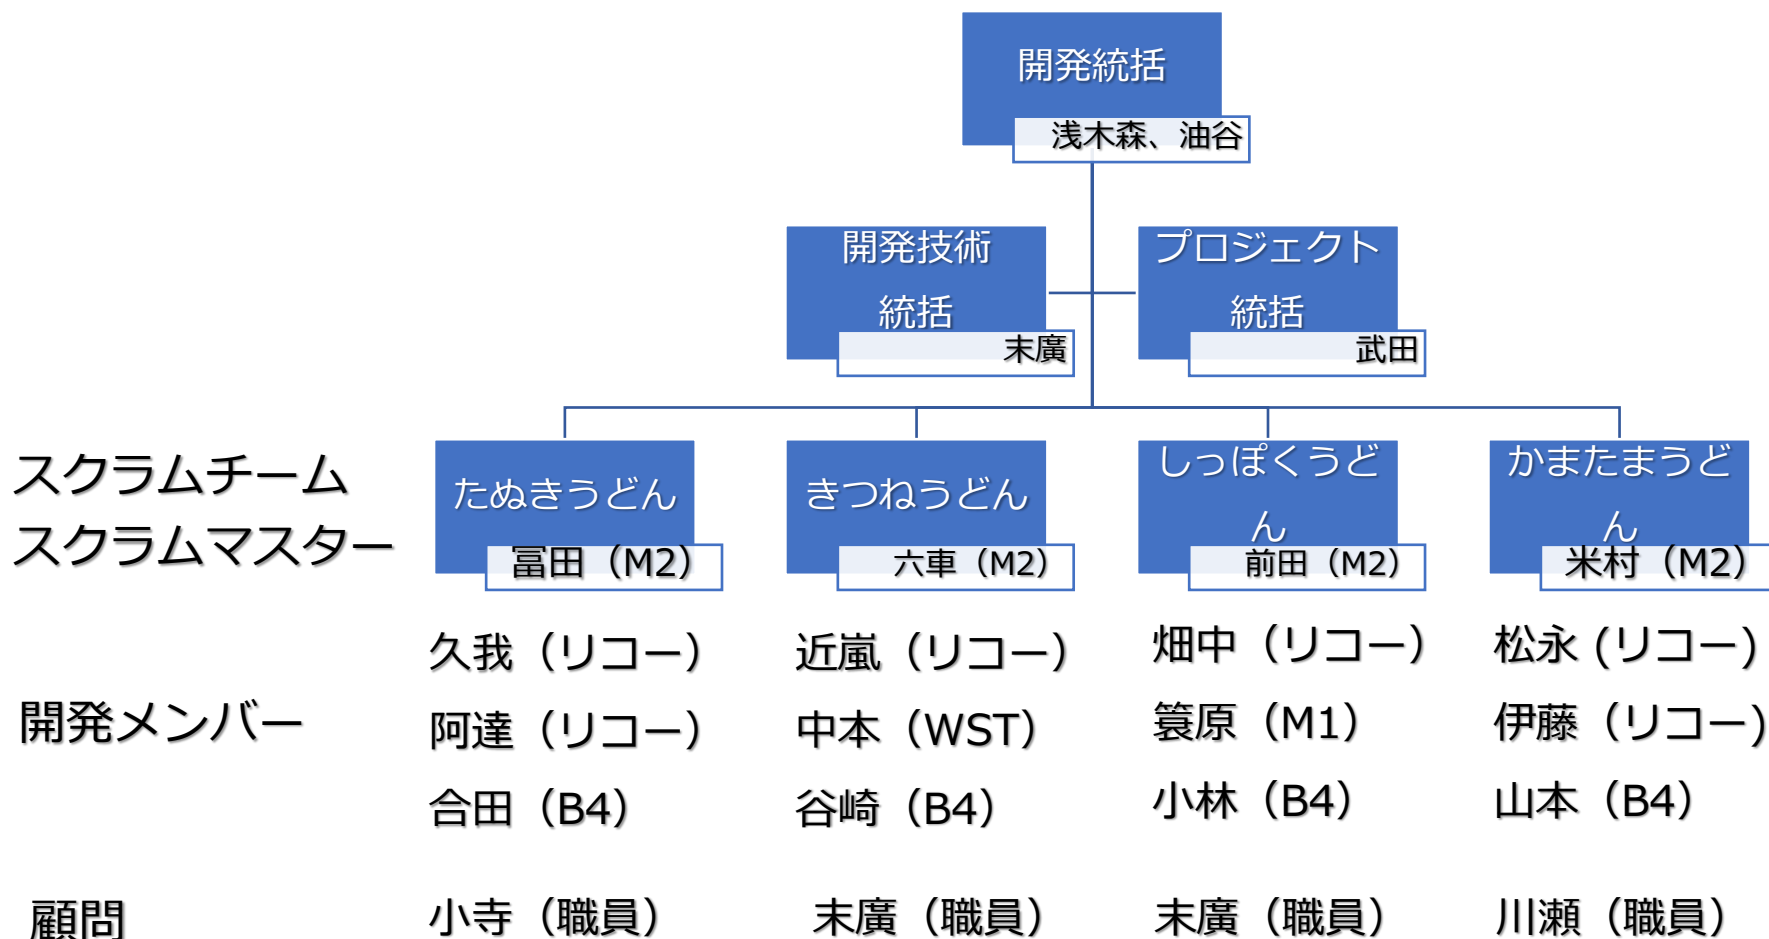 開発統括
浅木森、油谷
開発技術
統括
末廣
プロジェクト
統括
武田
スクラムチーム
たぬきうどん
きつねうどん
しっぽくうど
ん
かまたまうど
ん
スクラムマスター
冨田（M2）
六車（M2）
前田（M2）
米村（M2）
開発メンバー
久我（リコー）
近嵐（リコー）
畑中（リコー）
松永 (リコー)
阿達（リコー）
中本（WST）
簑原（M1）
伊藤（リコー)
合田（B4）
谷崎（B4）
小林（B4）
山本（B4）
顧問
小寺（職員）
末廣（職員）
末廣（職員）
川瀬（職員）